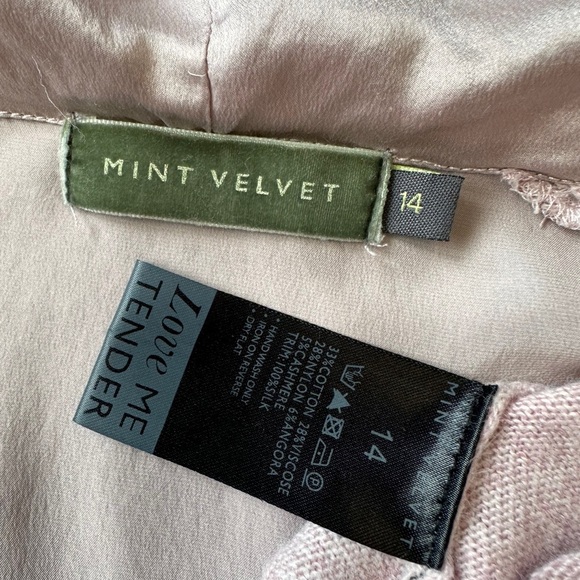 MINT VELVET
14
Love ME
TENDER
• HAND WASH ONLY
• IRON ON REVERSE
• DRY FLAT
33%COTTON 28%VISCOSE
28%NYLON 6%ANGORA
5%CASHMERE
TRIM:100%SILK
P
14
MINT VELVET